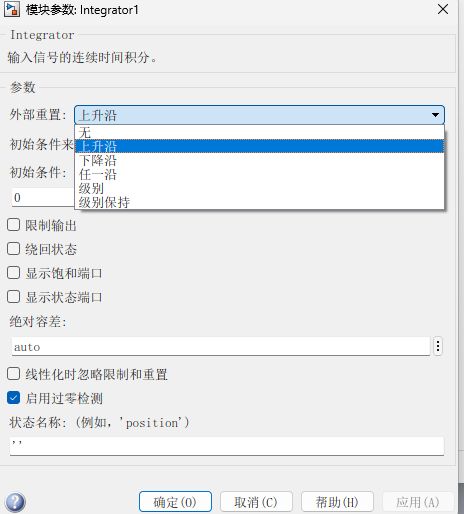 模块参数: Integrator1
Integrator
输入信号的连续时间积分。
参数
外部重置: 上升沿
无
初始条件来
上升沿
下降沿
任一沿
初始条件:
级别
0
级别保持
限制输出
绕回状态
显示饱和端口
显示状态端口
绝对容差:
auto
线性化时忽略限制和重置
启用过零检测
状态名称: (例如，'position')
''
确定(O) 取消(C) 帮助(H) 应用(A)